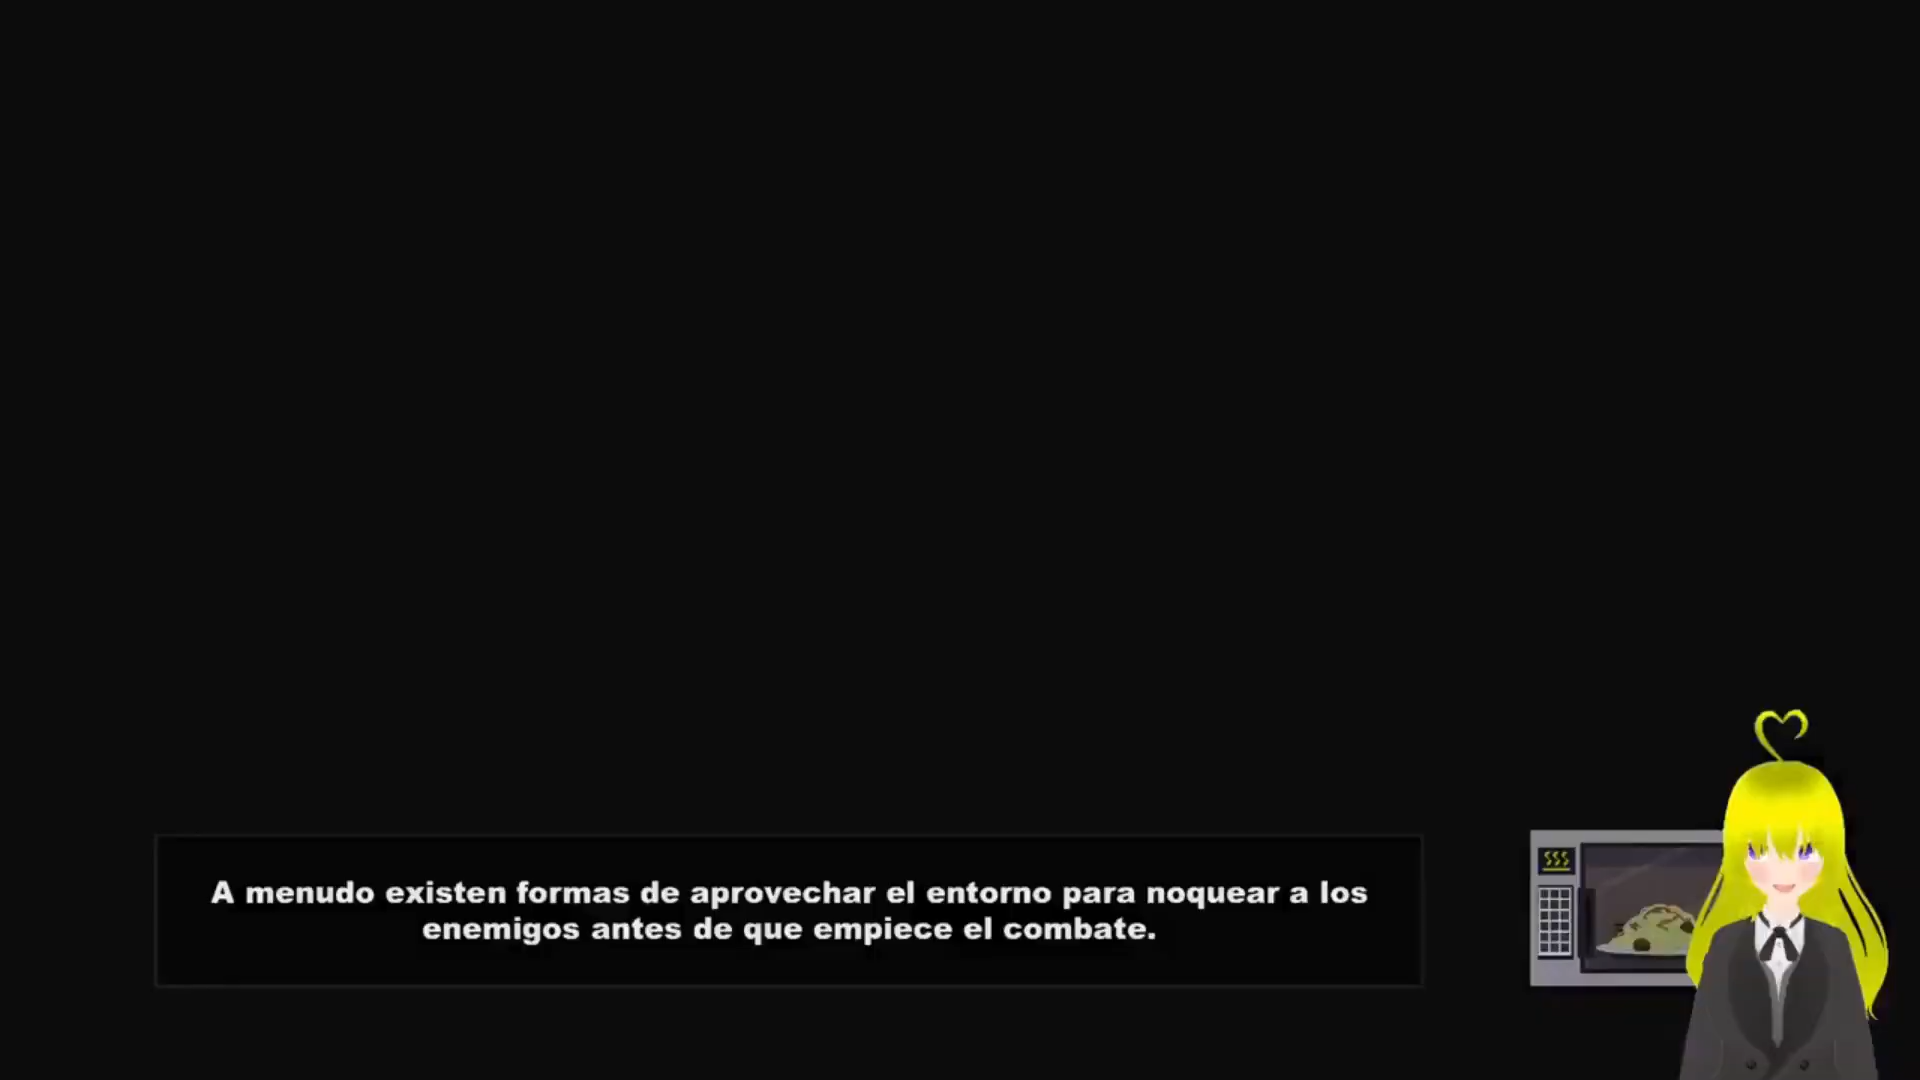 A menudo existen formas de aprovechar el entorno para noquear a los
enemigos antes de que empiece el combate.